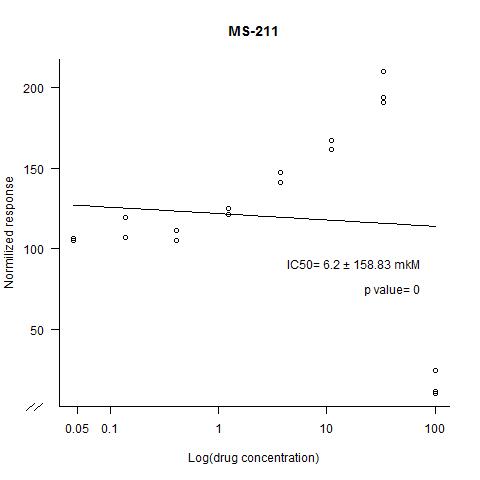 MS-211
Normilized response
200
150
100
50
IC50= 6.2 ± 158.83 mkM
p value= 0
0.05 0.1 1 10 100
Log(drug concentration)